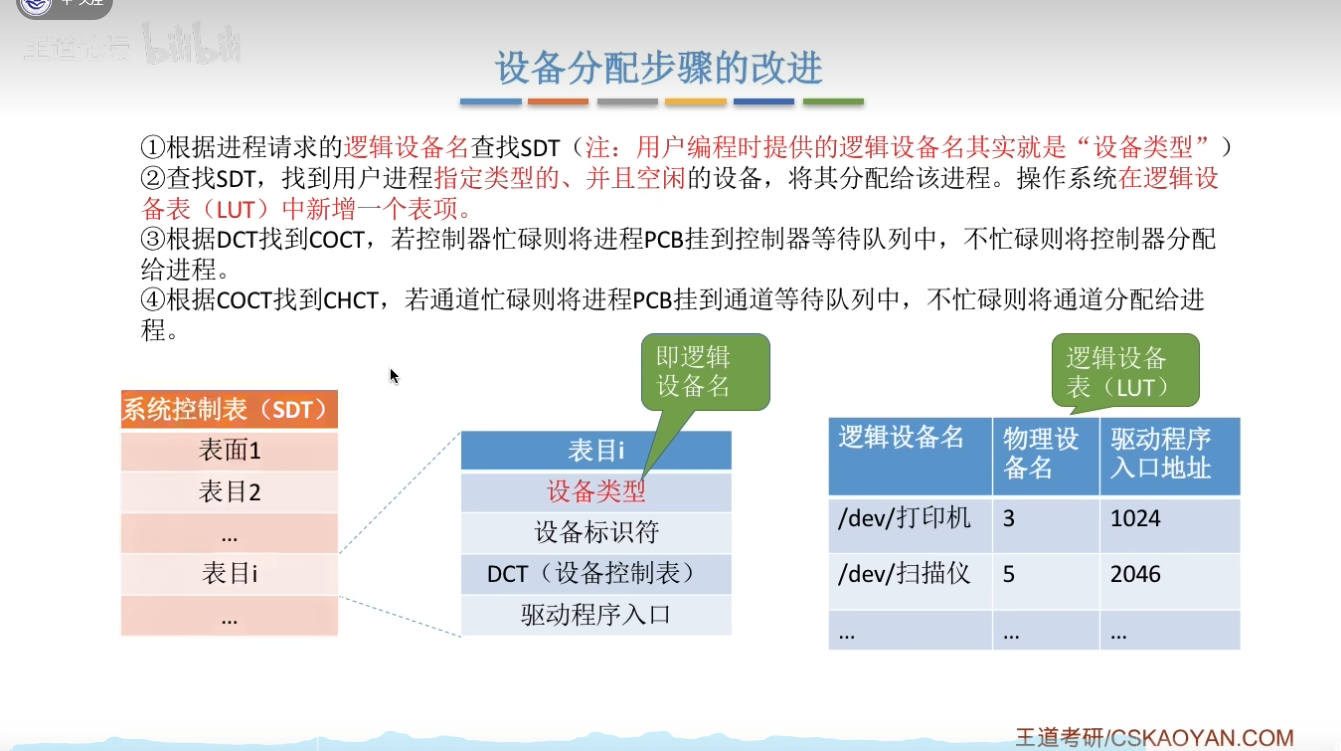 王道论坛 bilibili
设备分配步骤的改进
①根据进程请求的逻辑设备名查找SDT（注：用户编程时提供的逻辑设备名其实就是“设备类型”）
②查找SDT，找到用户进程指定类型的、并且空闲的设备，将其分配给该进程。操作系统在逻辑设
备表（LUT）中新增一个表项。
③根据DCT找到COCT，若控制器忙碌则将进程PCB挂到控制器等待队列中，不忙碌则将控制器分配
给进程。
④根据COCT找到CHCT，若通道忙碌则将进程PCB挂到通道等待队列中，不忙碌则将通道分配给进
程。
即逻辑
设备名
逻辑设备
表（LUT）
系统控制表（SDT）
表面1
表目2
...
表目i
...
表目i
设备类型
设备标识符
DCT（设备控制表）
驱动程序入口
逻辑设备名 物理设 驱动程序
备名 入口地址
/dev/打印机 3 1024
/dev/扫描仪 5 2046
... ... ...
王道考研/CSKAOYAN.COM